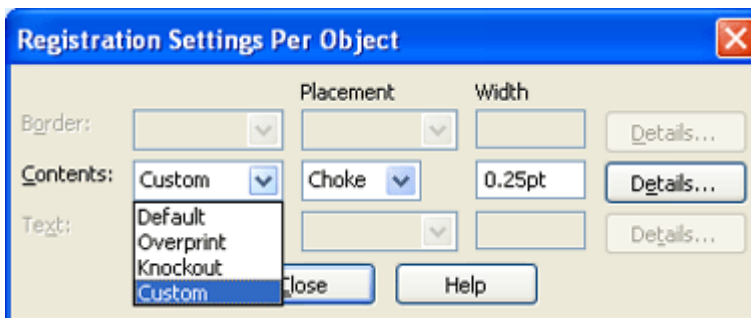 Registration Settings Per Object
Placement Width
Border: Details...
Contents: Custom Choke 0.25pt Details...
Default
Text: Details...
Overprint
Knockout
Custom
Close Help